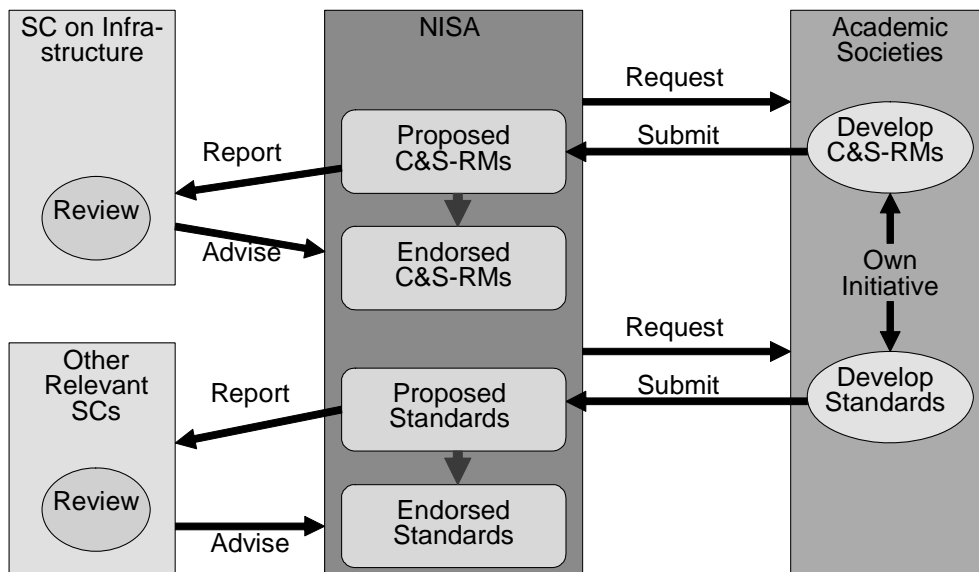 SC on Infra-
structure
NISA
Academic
Societies
Request
Proposed
C&S-RMs
Submit
Develop
C&S-RMs
Report
Review
Advise
Endorsed
C&S-RMs
Own
Initiative
Other
Relevant
SCs
Request
Report
Proposed
Standards
Submit
Develop
Standards
Review
Advise
Endorsed
Standards